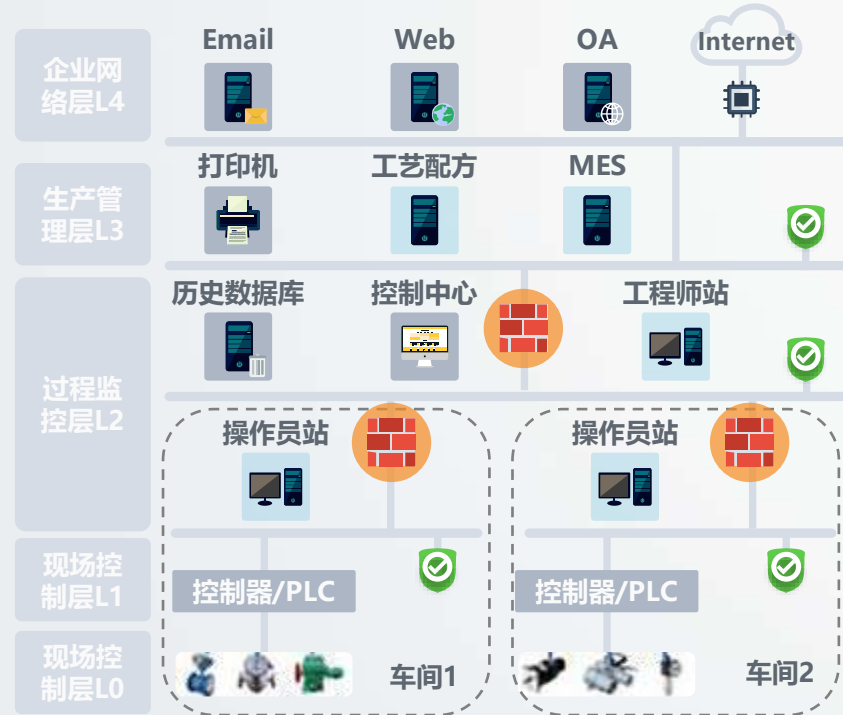 Email
Web
OA
Internet
企业网
络层L4
打印机
工艺配方
MES
生产管
理层L3
历史数据库
控制中心
工程师站
过程监
控层L2
操作员站
操作员站
现场控
制层L1
控制器/PLC
控制器/PLC
现场控
制层L0
车间1
车间2